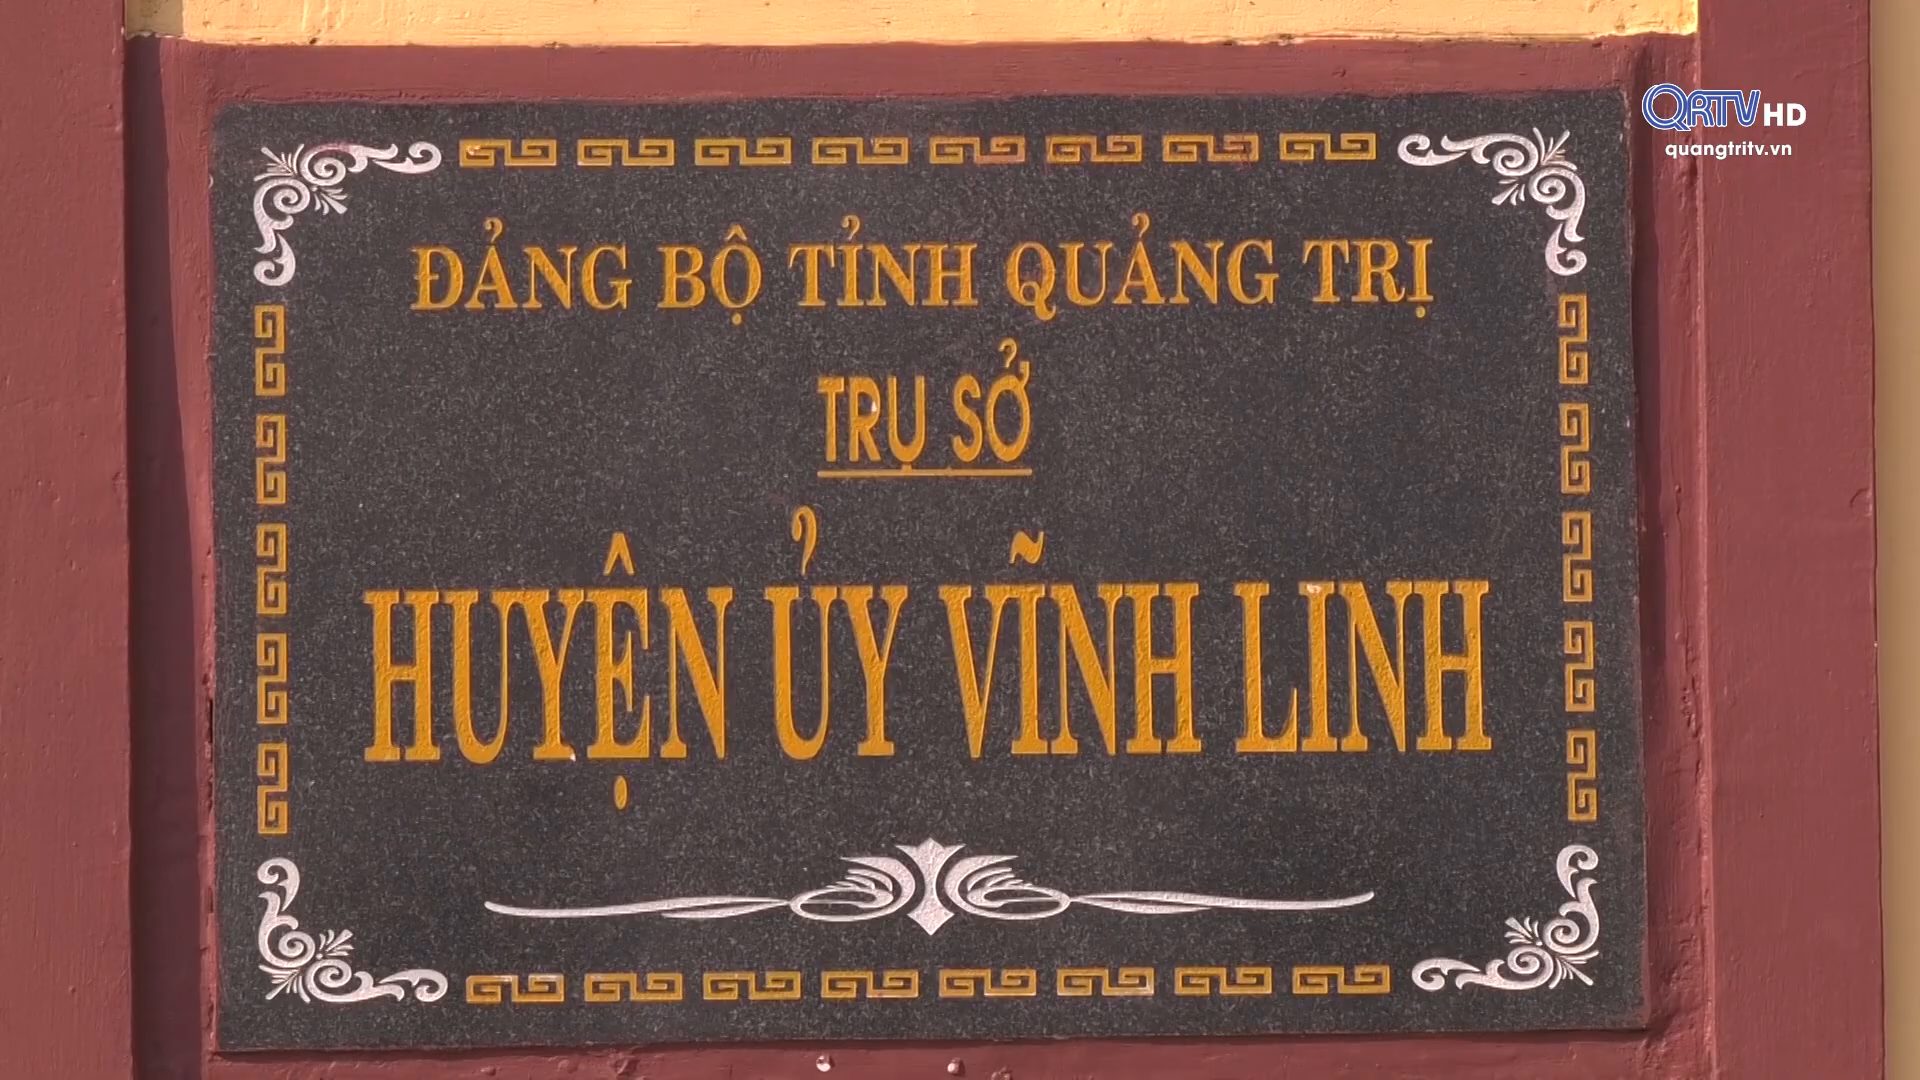 QRTV HD
quangtritv.vn
ĐẢNG BỘ TỈNH QUẢNG TRỊ
TRỤ SỞ
HUYỆN ỦY VĨNH LINH